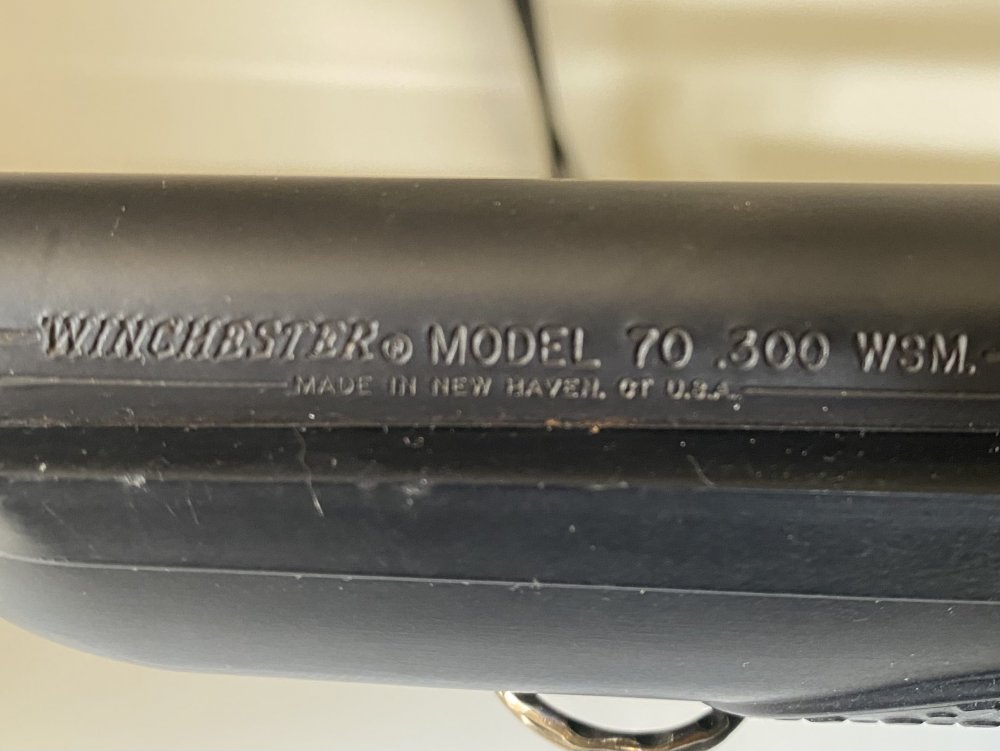 WINCHESTER® MODEL 70 .300 WSM.-
MADE IN NEW HAVEN. CT U.S.A.